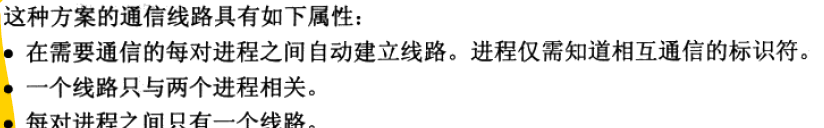 这种方案的通信线路具有如下属性：
• 在需要通信的每对进程之间自动建立线路。进程仅需知道相互通信的标识符。
• 一个线路只与两个进程相关。
• 每对进程之间只有一个线路。